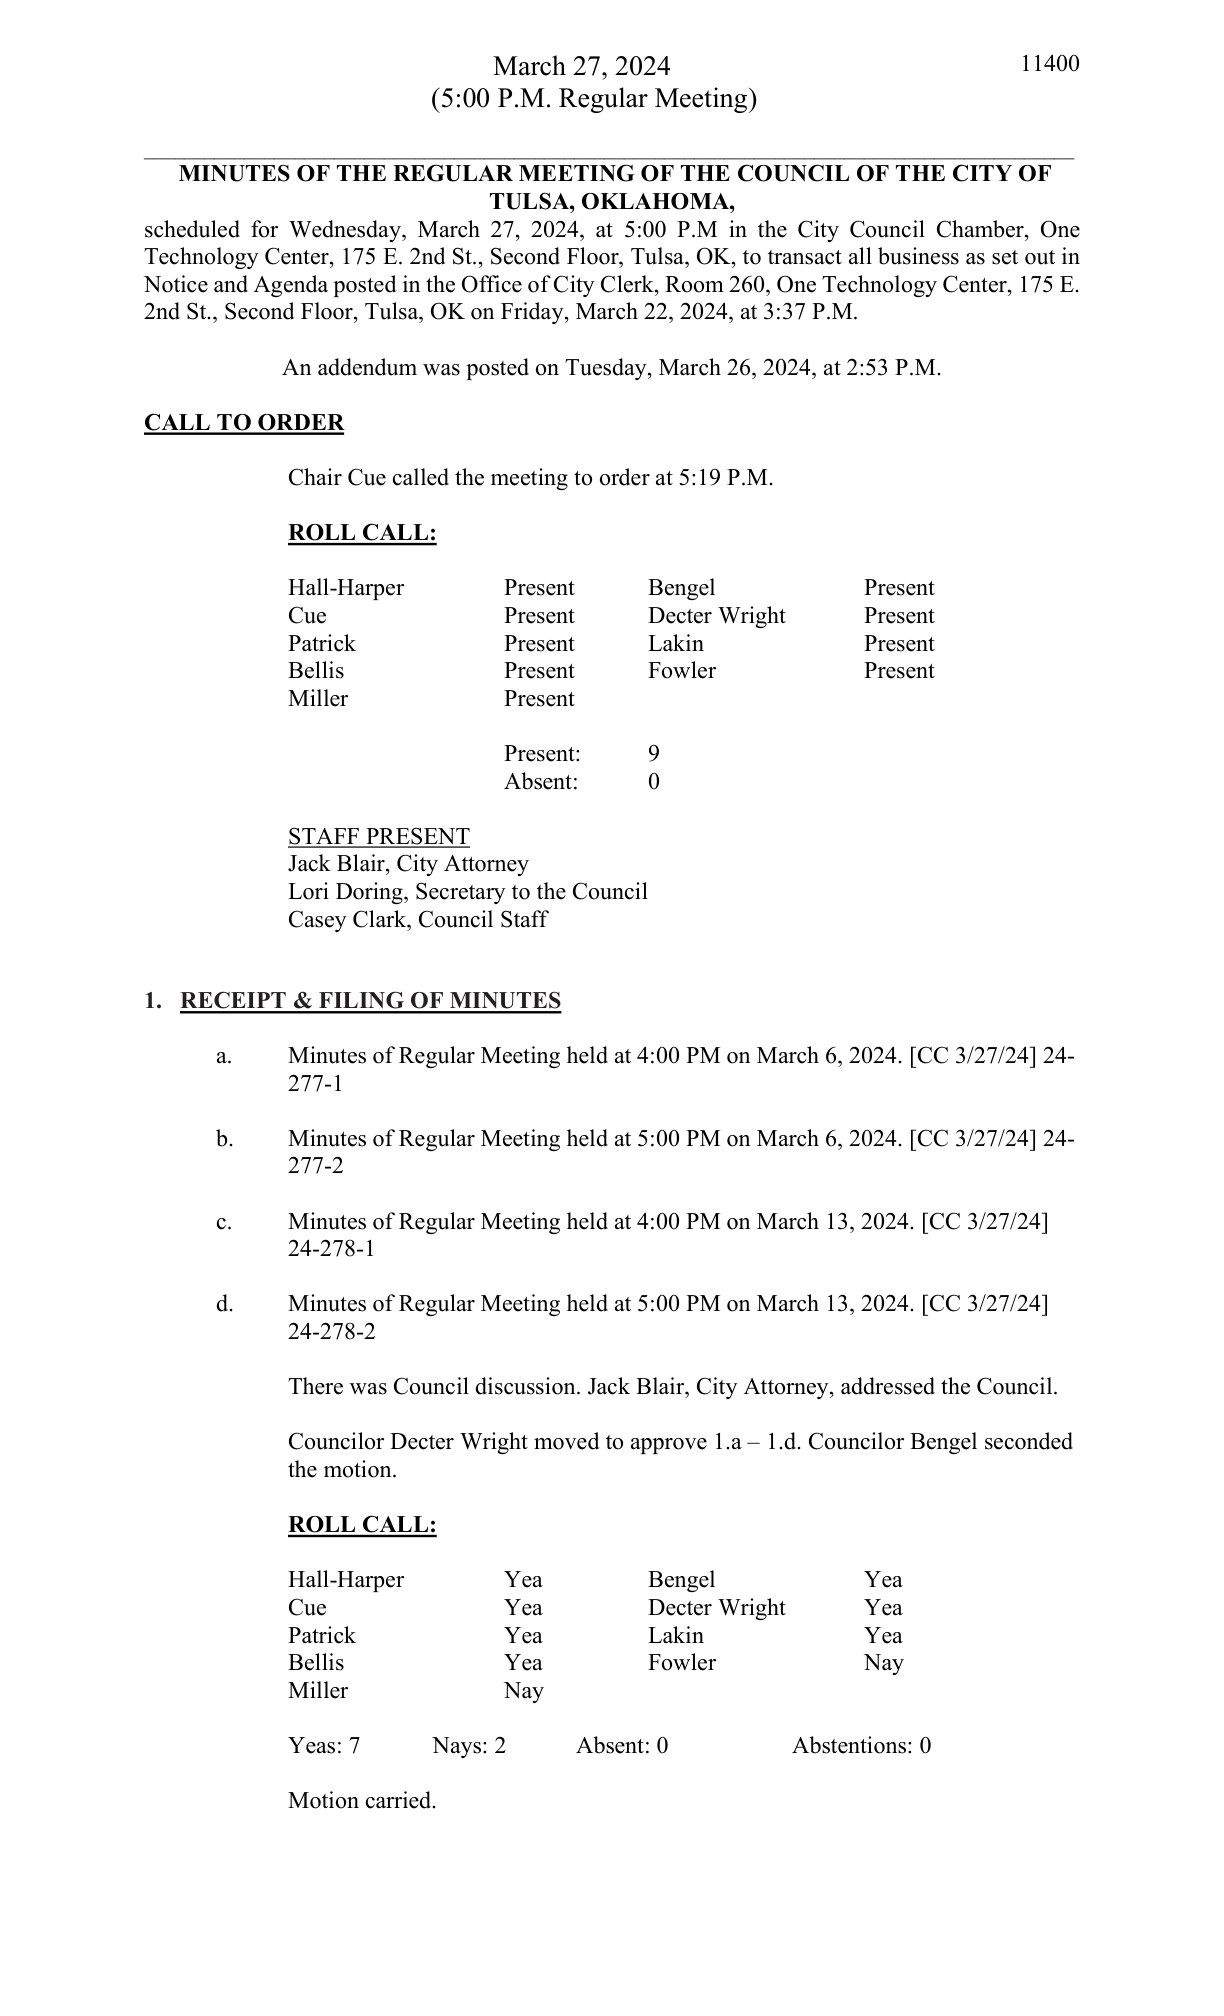 March 27, 2024
11400
(5:00 P.M. Regular Meeting)
MINUTES OF THE REGULAR MEETING OF THE COUNCIL OF THE CITY OF
TULSA, OKLAHOMA,
scheduled for Wednesday, March 27, 2024, at 5:00 P.M in the City Council Chamber, One
Technology Center, 175 E. 2nd St., Second Floor, Tulsa, OK, to transact all business as set out in
Notice and Agenda posted in the Office of City Clerk, Room 260, One Technology Center, 175 E.
2nd St., Second Floor, Tulsa, OK on Friday, March 22, 2024, at 3:37 P.M.
An addendum was posted on Tuesday, March 26, 2024, at 2:53 P.M.
CALL TO ORDER
Chair Cue called the meeting to order at 5:19 P.M.
ROLL CALL:
Hall-Harper Present Bengel Present
Cue Present Decter Wright Present
Patrick Present Lakin Present
Bellis Present Fowler Present
Miller Present
Present: 9
Absent: 0
STAFF PRESENT
Jack Blair, City Attorney
Lori Doring, Secretary to the Council
Casey Clark, Council Staff
1. RECEIPT & FILING OF MINUTES
a. Minutes of Regular Meeting held at 4:00 PM on March 6, 2024. [CC 3/27/24] 24-
277-1
b. Minutes of Regular Meeting held at 5:00 PM on March 6, 2024. [CC 3/27/24] 24-
277-2
c. Minutes of Regular Meeting held at 4:00 PM on March 13, 2024. [CC 3/27/24]
24-278-1
d. Minutes of Regular Meeting held at 5:00 PM on March 13, 2024. [CC 3/27/24]
24-278-2
There was Council discussion. Jack Blair, City Attorney, addressed the Council.
Councilor Decter Wright moved to approve 1.a – 1.d. Councilor Bengel seconded
the motion.
ROLL CALL:
Hall-Harper Yea Bengel Yea
Cue Yea Decter Wright Yea
Patrick Yea Lakin Yea
Bellis Yea Fowler Nay
Miller Nay
Yeas: 7 Nays: 2 Absent: 0 Abstentions: 0
Motion carried.